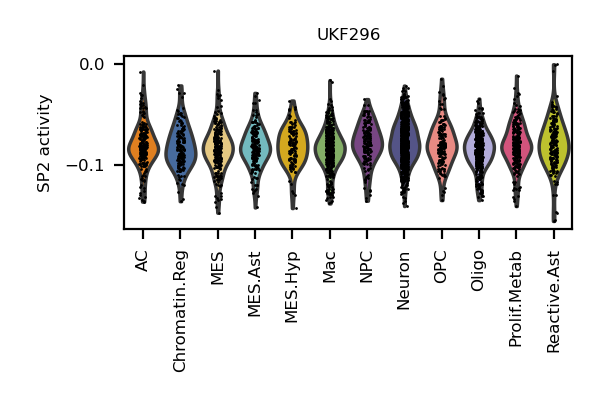 UKF296
SP2 activity
0.0
−0.1
AC
Chromatin.Reg
MES
MES.Ast
MES.Hyp
Mac
NPC
Neuron
OPC
Oligo
Prolif.Metab
Reactive.Ast